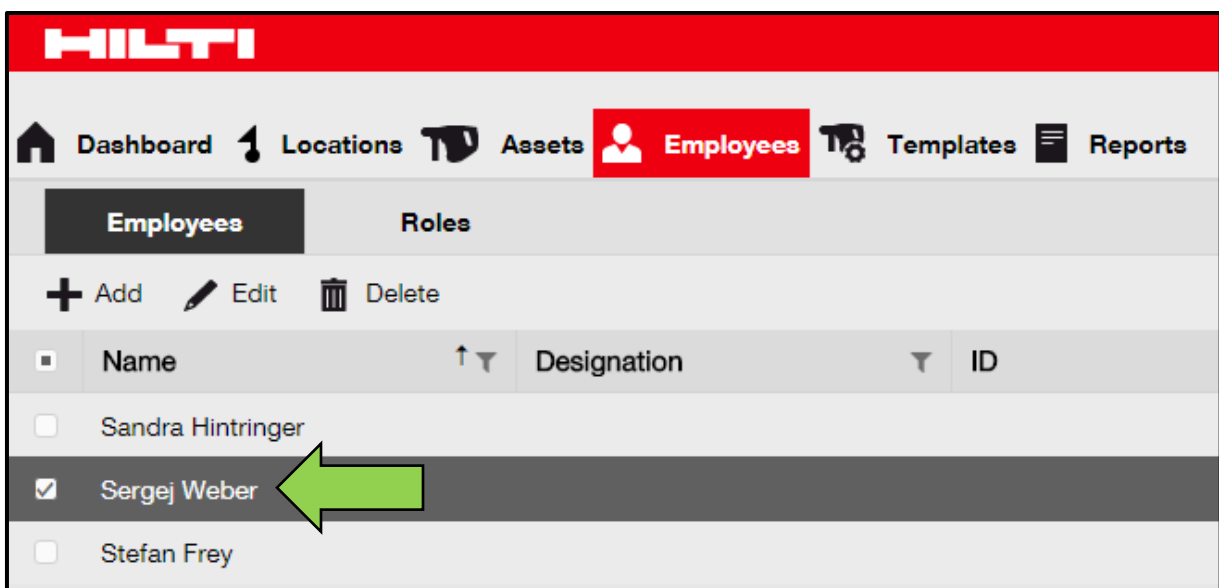 HILTI
Dashboard Locations Assets Employees Templates Reports
Employees Roles
Add Edit Delete
Name Designation ID
Sandra Hintringer
Sergej Weber
Stefan Frey